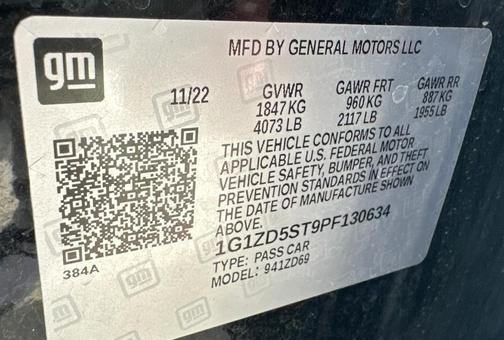 gm
MFD BY GENERAL MOTORS LLC
11/22 GVWR GAWR FRT GAWR RR
1847 KG 960 KG 887 KG
4073 LB 2117 LB 1955 LB
THIS VEHICLE CONFORMS TO ALL
APPLICABLE U.S. FEDERAL MOTOR
VEHICLE SAFETY, BUMPER, AND THEFT
PREVENTION STANDARDS IN EFFECT ON
THE DATE OF MANUFACTURE SHOWN
ABOVE.
1G1ZD5ST9PF130634
TYPE: PASS CAR
MODEL: 941ZD69
384A